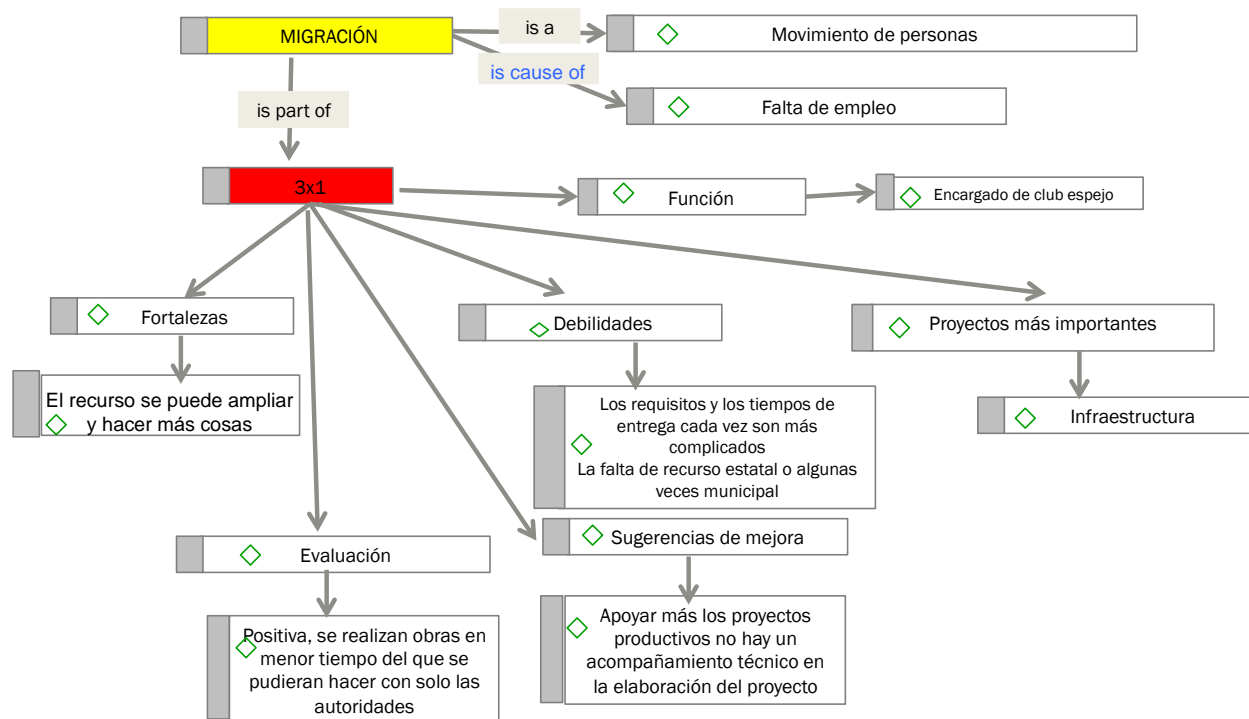 MIGRACIÓN
is a
Movimiento de personas
is cause of
Falta de empleo
is part of
3x1
Función
Encargado de club espejo
Fortalezas
Debilidades
Proyectos más importantes
El recurso se puede ampliar
y hacer más cosas
Los requisitos y los tiempos de
entrega cada vez son más
complicados
La falta de recurso estatal o algunas
veces municipal
Infraestructura
Evaluación
Sugerencias de mejora
Positiva, se realizan obras en
menor tiempo del que se
pudieran hacer con solo las
autoridades
Apoyar más los proyectos
productivos no hay un
acompañamiento técnico en
la elaboración del proyecto